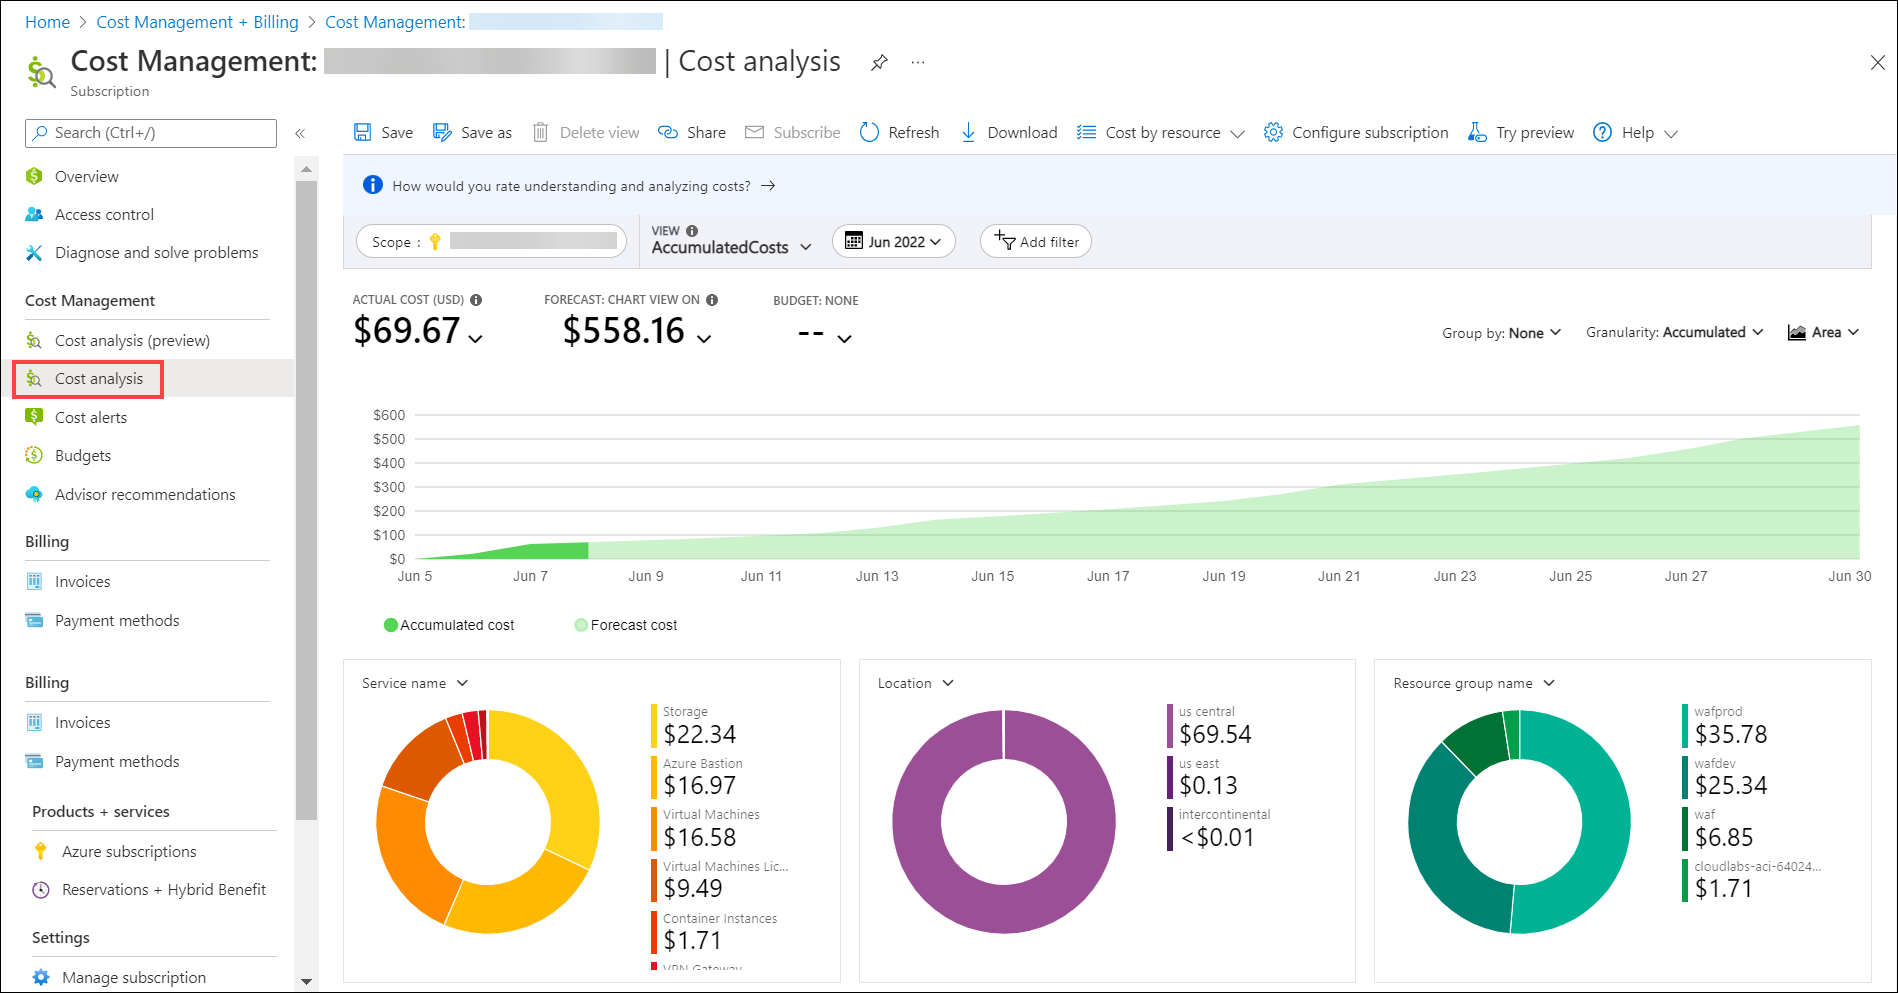 Home > Cost Management + Billing > Cost Management:
Cost Management: | Cost analysis ...
Subscription
Search (Ctrl+/)
Overview
Access control
Diagnose and solve problems
Cost Management
Cost analysis (preview)
Cost analysis
Cost alerts
Budgets
Advisor recommendations
Billing
Invoices
Payment methods
Billing
Invoices
Payment methods
Products + services
Azure subscriptions
Reservations + Hybrid Benefit
Settings
Manage subscription
Save Save as Delete view Share Subscribe Refresh Download Cost by resource Configure subscription Try preview Help
How would you rate understanding and analyzing costs? →
Scope :
VIEW
AccumulatedCosts
Jun 2022
Add filter
ACTUAL COST (USD)
$69.67
FORECAST: CHART VIEW ON
$558.16
BUDGET: NONE
--
Group by: None
Granularity: Accumulated
Area
$600
$500
$400
$300
$200
$100
$0
Jun 5 Jun 7 Jun 9 Jun 11 Jun 13 Jun 15 Jun 17 Jun 19 Jun 21 Jun 23 Jun 25 Jun 27 Jun 30
Accumulated cost Forecast cost
Service name
Storage
$22.34
Azure Bastion
$16.97
Virtual Machines
$16.58
Virtual Machines Lic...
$9.49
Container Instances
$1.71
VPN Gateway
Location
us central
$69.54
us east
$0.13
intercontinental
<$0.01
Resource group name
wafprod
$35.78
wafdev
$25.34
waf
$6.85
cloudlabs-aci-64024...
$1.71